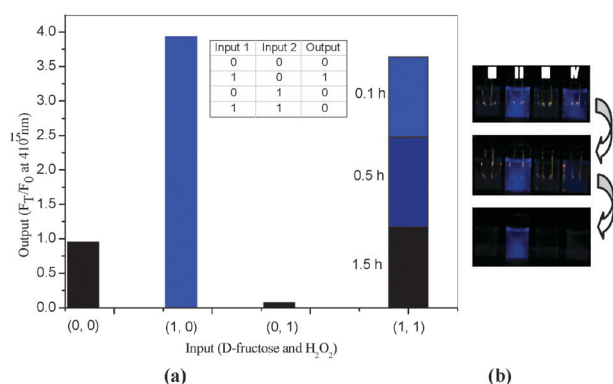 4.0
3.5
3.0
2.5
2.0
1.5
1.0
0.5
0.0
15
Output (F_T/F_0 at 410 nm)
Input 1 Input 2 Output
0 0 0
1 0 1
0 1 0
1 1 0
0.1 h
0.5 h
1.5 h
(0, 0) (1, 0) (0, 1) (1, 1)
Input (D-fructose and H_2O_2)
II IV
(a) (b)